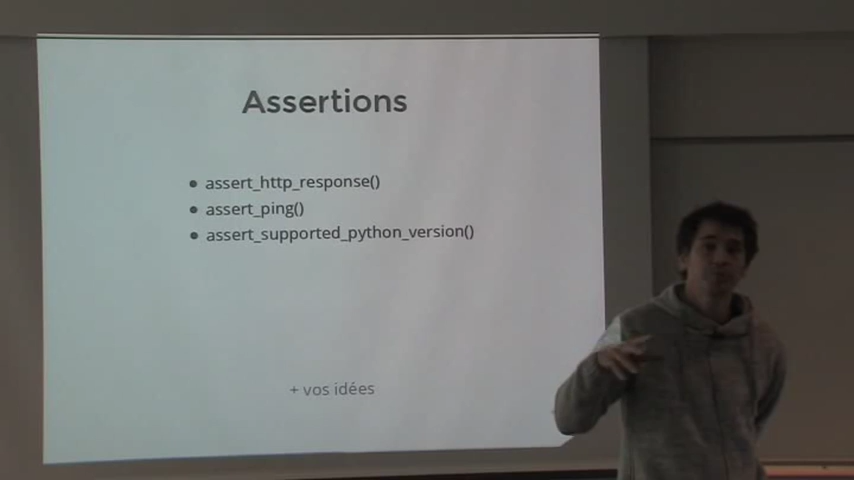 Assertions
• assert_http_response()
• assert_ping()
• assert_supported_python_version()
+ vos idées